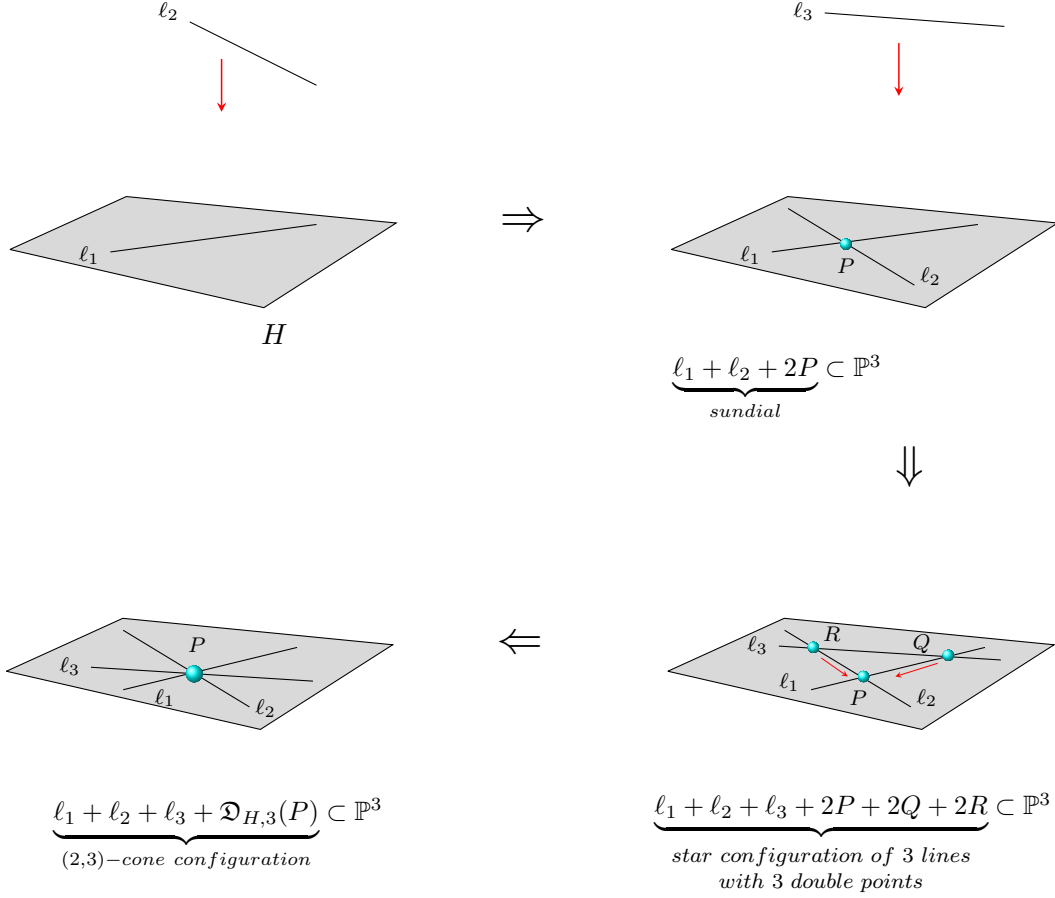 ℓ₂
ℓ₁
H
⇒
ℓ₃
ℓ₁
P
ℓ₂
ℓ₁ + ℓ₂ + 2P ⊂ ℙ³
sundial
⇓
R
Q
ℓ₃
ℓ₁
P
ℓ₂
ℓ₁ + ℓ₂ + ℓ₃ + 2P + 2Q + 2R ⊂ ℙ³
star configuration of 3 lines
with 3 double points
⇐
P
ℓ₃
ℓ₁
ℓ₂
ℓ₁ + ℓ₂ + ℓ₃ + 𝔇_{H,3}(P) ⊂ ℙ³
(2,3)−cone configuration